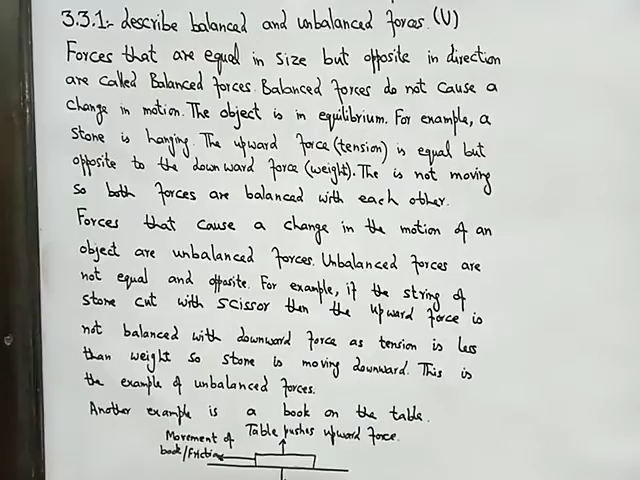 3.3.1:- describe balanced and unbalanced forces. (U)
Forces that are equal in size but opposite in direction
are called Balanced forces. Balanced forces do not cause a
change in motion. The object is in equilibrium. For example, a
stone is hanging. The upward force (tension) is equal but
opposite to the downward force (weight). The is not moving
so both forces are balanced with each other.
Forces that cause a change in the motion of an
object are unbalanced forces. Unbalanced forces are
not equal and opposite. For example, if the string of
stone cut with scissor then the upward force is
not balanced with downward force as tension is less
than weight so stone is moving downward. This is
the example of unbalanced forces.
Another example is a book on the table.
Movement of Table pushes upward force.
book/Friction